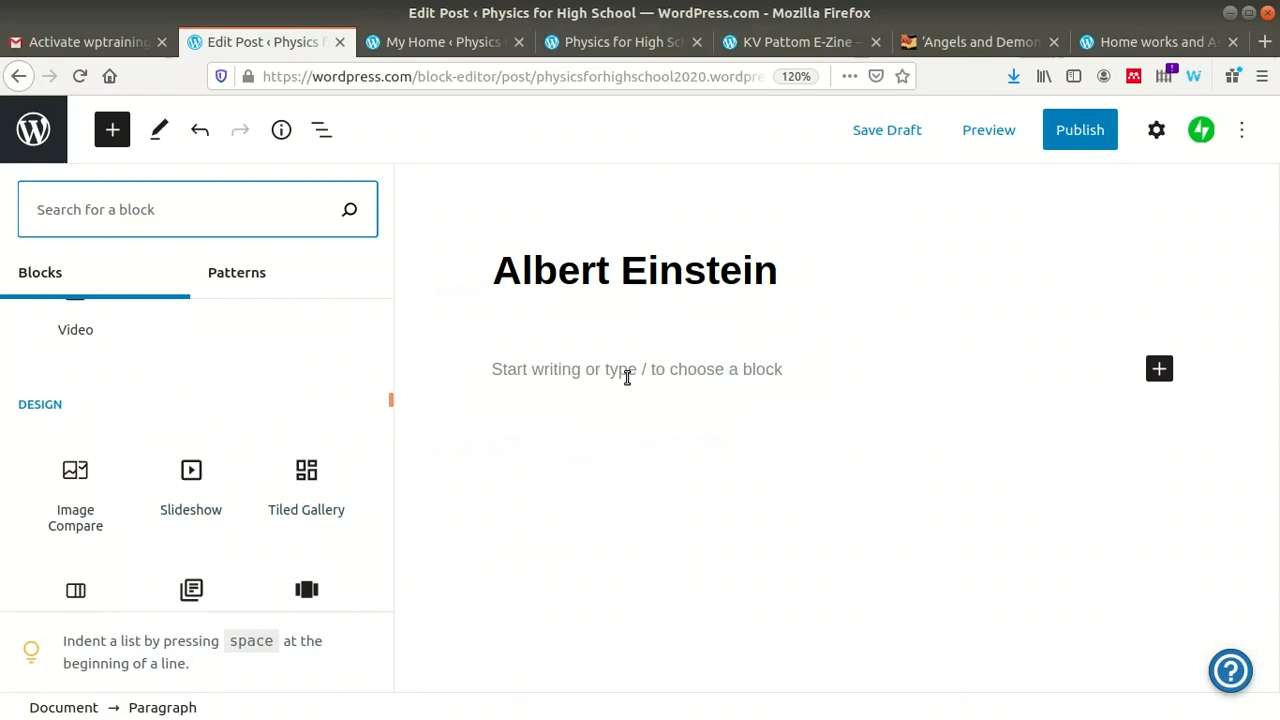 Edit Post ‹ Physics for High School — WordPress.com - Mozilla Firefox
Activate wptraining
Edit Post ‹ Physics f
My Home ‹ Physics
Physics for High Sc
KV Pattom E-Zine –
'Angels and Demon
Home works and A
https://wordpress.com/block-editor/post/physicsforhighschool2020.wordpre
120%
Save Draft
Preview
Publish
Search for a block
Blocks
Patterns
Albert Einstein
Video
Start writing or type / to choose a block
DESIGN
Image Compare
Slideshow
Tiled Gallery
Indent a list by pressing space at the
beginning of a line.
Document → Paragraph